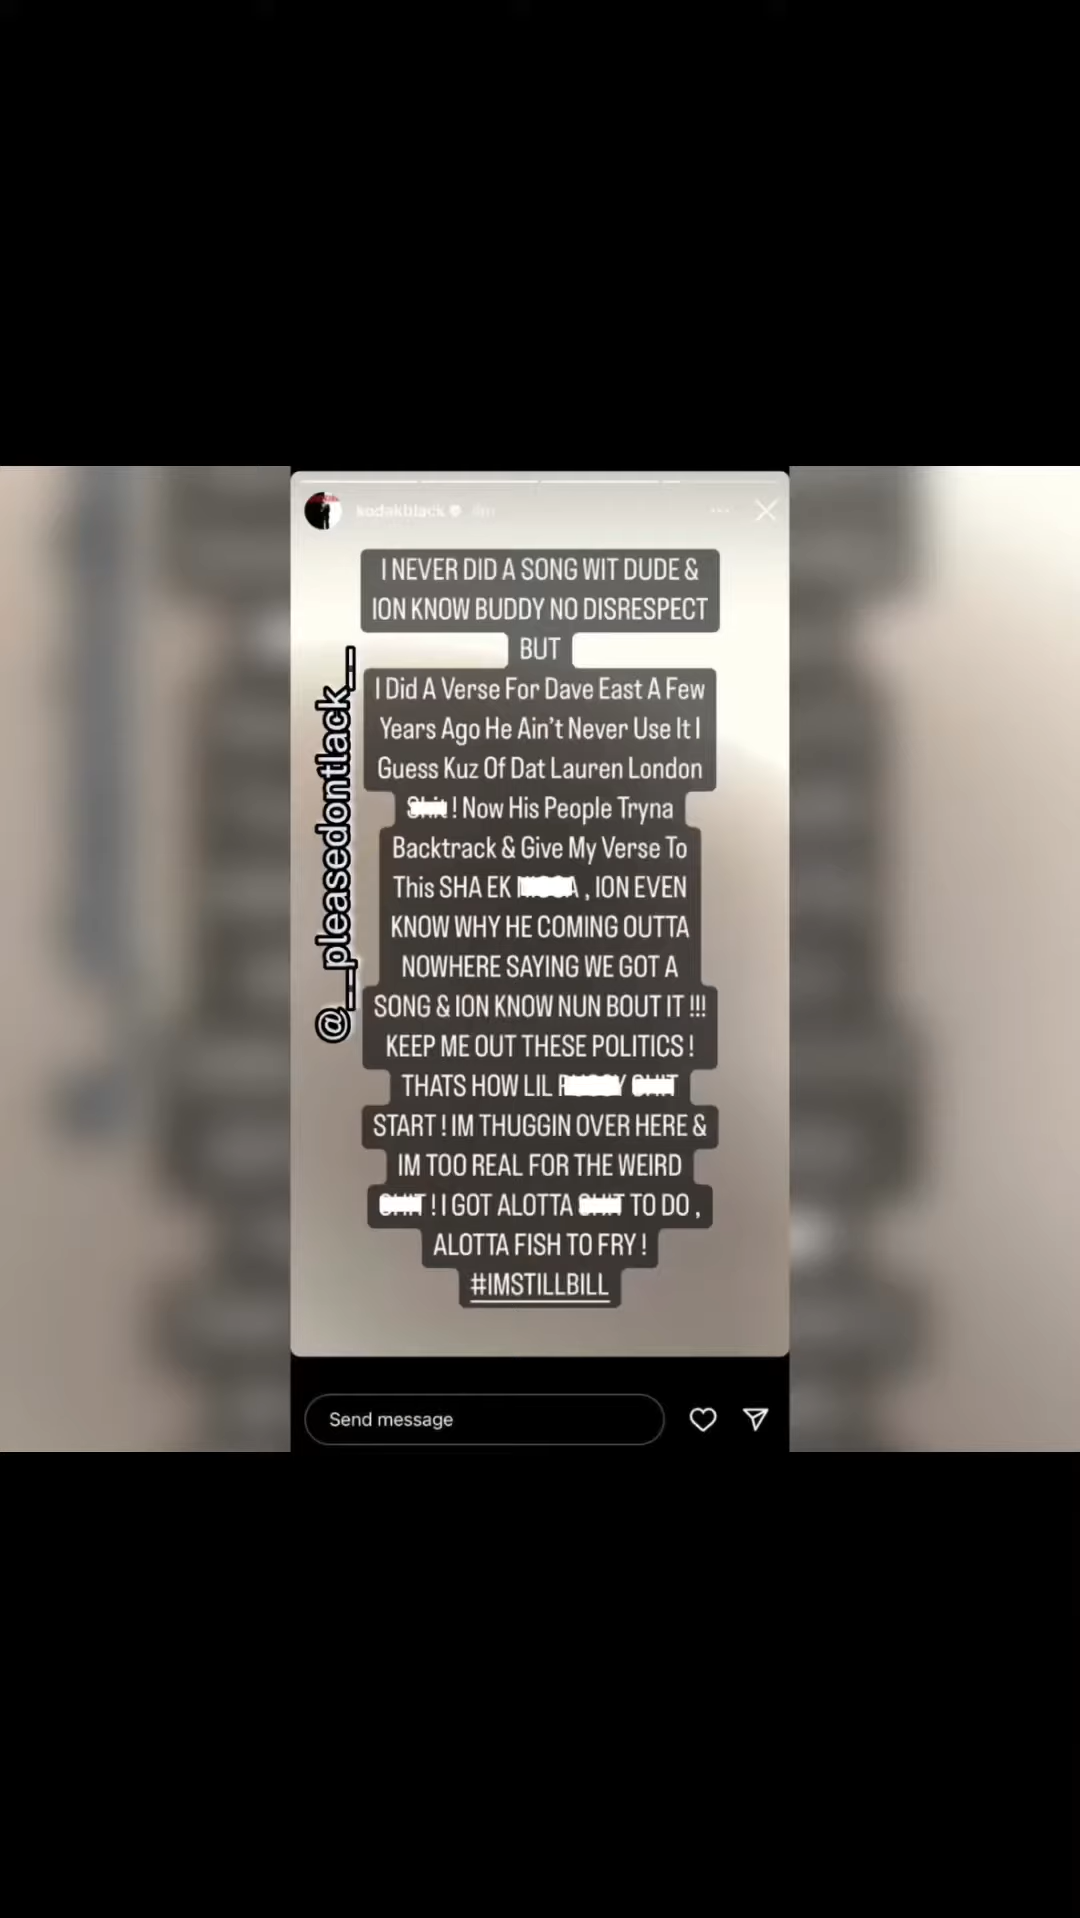 kodakblack
I NEVER DID A SONG WIT DUDE &
ION KNOW BUDDY NO DISRESPECT
BUT
I Did A Verse For Dave East A Few
Years Ago He Ain't Never Use It I
Guess Kuz Of Dat Lauren London
! Now His People Tryna
Backtrack & Give My Verse To
This SHA EK , ION EVEN
KNOW WHY HE COMING OUTTA
NOWHERE SAYING WE GOT A
SONG & ION KNOW NUN BOUT IT !!!
KEEP ME OUT THESE POLITICS !
THATS HOW LIL
START ! IM THUGGIN OVER HERE &
IM TOO REAL FOR THE WEIRD
! I GOT ALOTTA TO DO ,
ALOTTA FISH TO FRY !
#IMSTILLBILL
@__pleasedontlack__
Send message